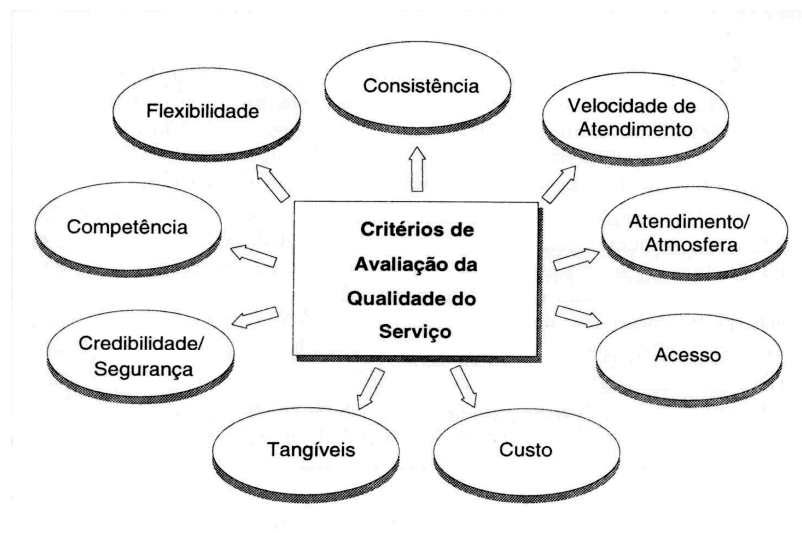 Consistência
Flexibilidade
Velocidade de
Atendimento
Competência
Critérios de
Avaliação da
Qualidade do
Serviço
Atendimento/
Atmosfera
Credibilidade/
Segurança
Acesso
Tangíveis
Custo